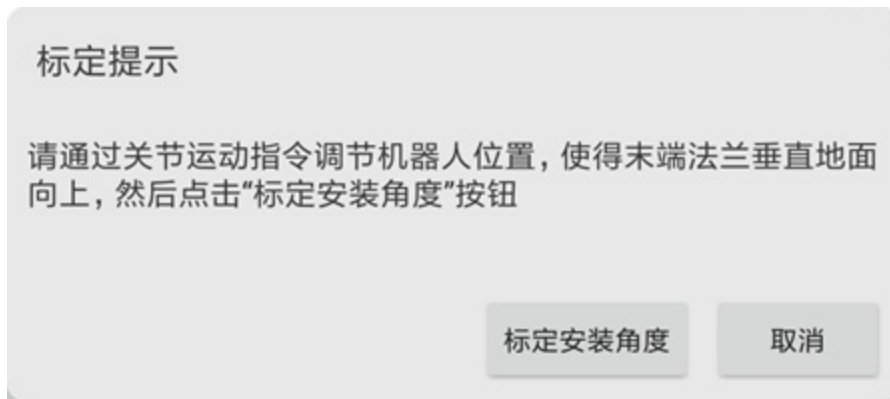 标定提示
请通过关节运动指令调节机器人位置，使得末端法兰垂直地面
向上，然后点击“标定安装角度”按钮
标定安装角度
取消